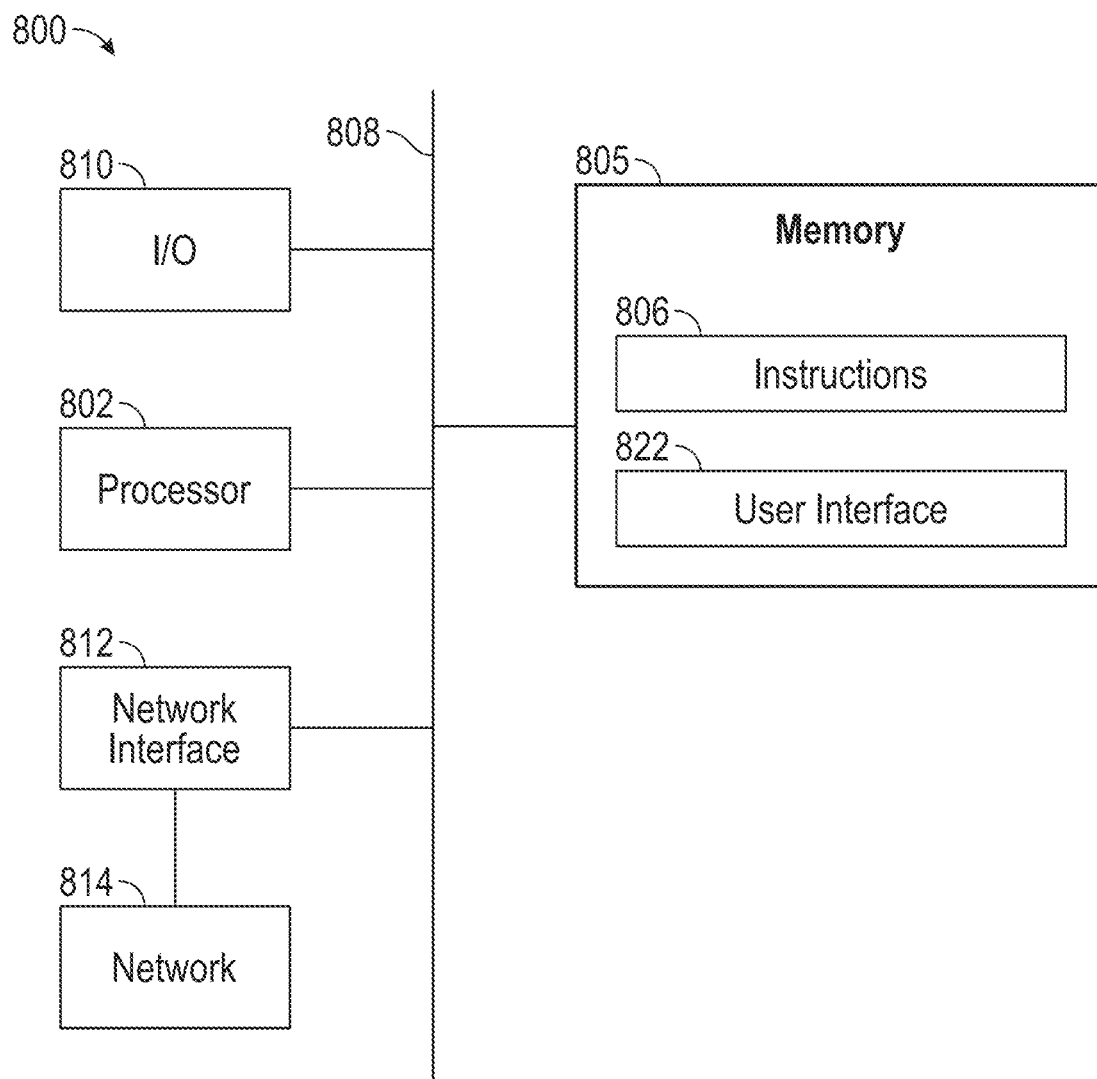 800
808
810
I/O
805
Memory
806
Instructions
802
Processor
822
User Interface
812
Network
Interface
814
Network